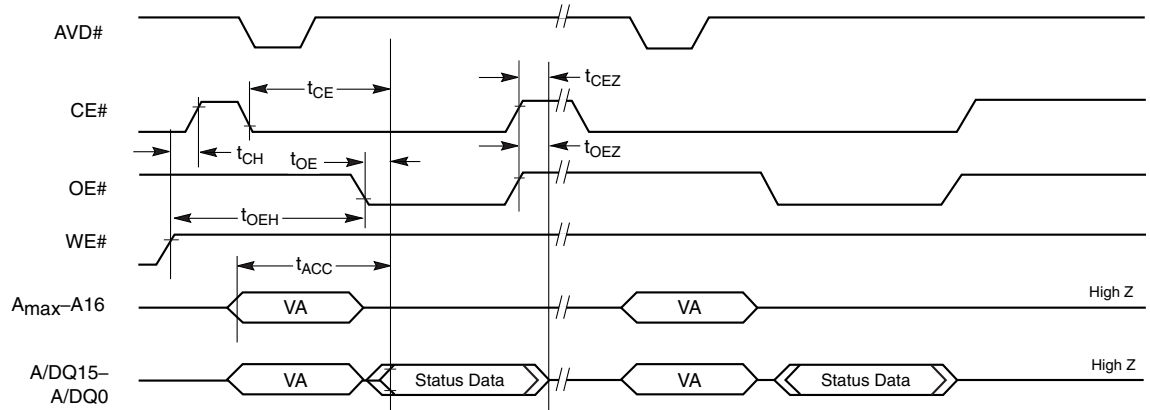 AVD#
tCEZ
tCE
CE#
tCH
tOE
tOEZ
OE#
tOEH
WE#
tACC
Amax–A16
VA
VA
High Z
A/DQ15–
A/DQ0
VA
Status Data
VA
Status Data
High Z